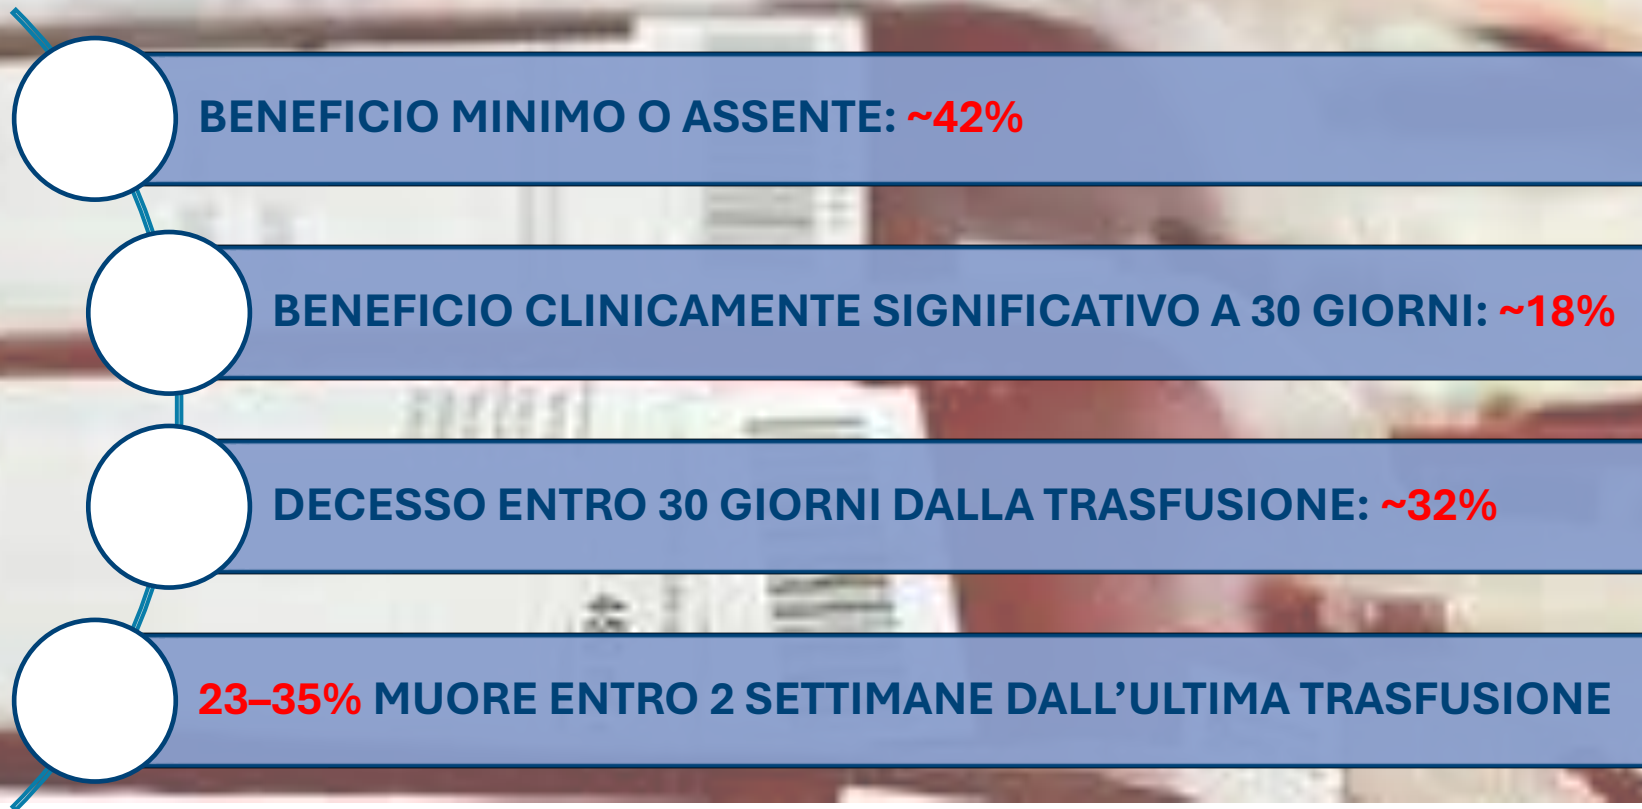 BENEFICIO MINIMO O ASSENTE: ~42%
BENEFICIO CLINICAMENTE SIGNIFICATIVO A 30 GIORNI: ~18%
DECESSO ENTRO 30 GIORNI DALLA TRASFUSIONE: ~32%
23–35% MUORE ENTRO 2 SETTIMANE DALL’ULTIMA TRASFUSIONE